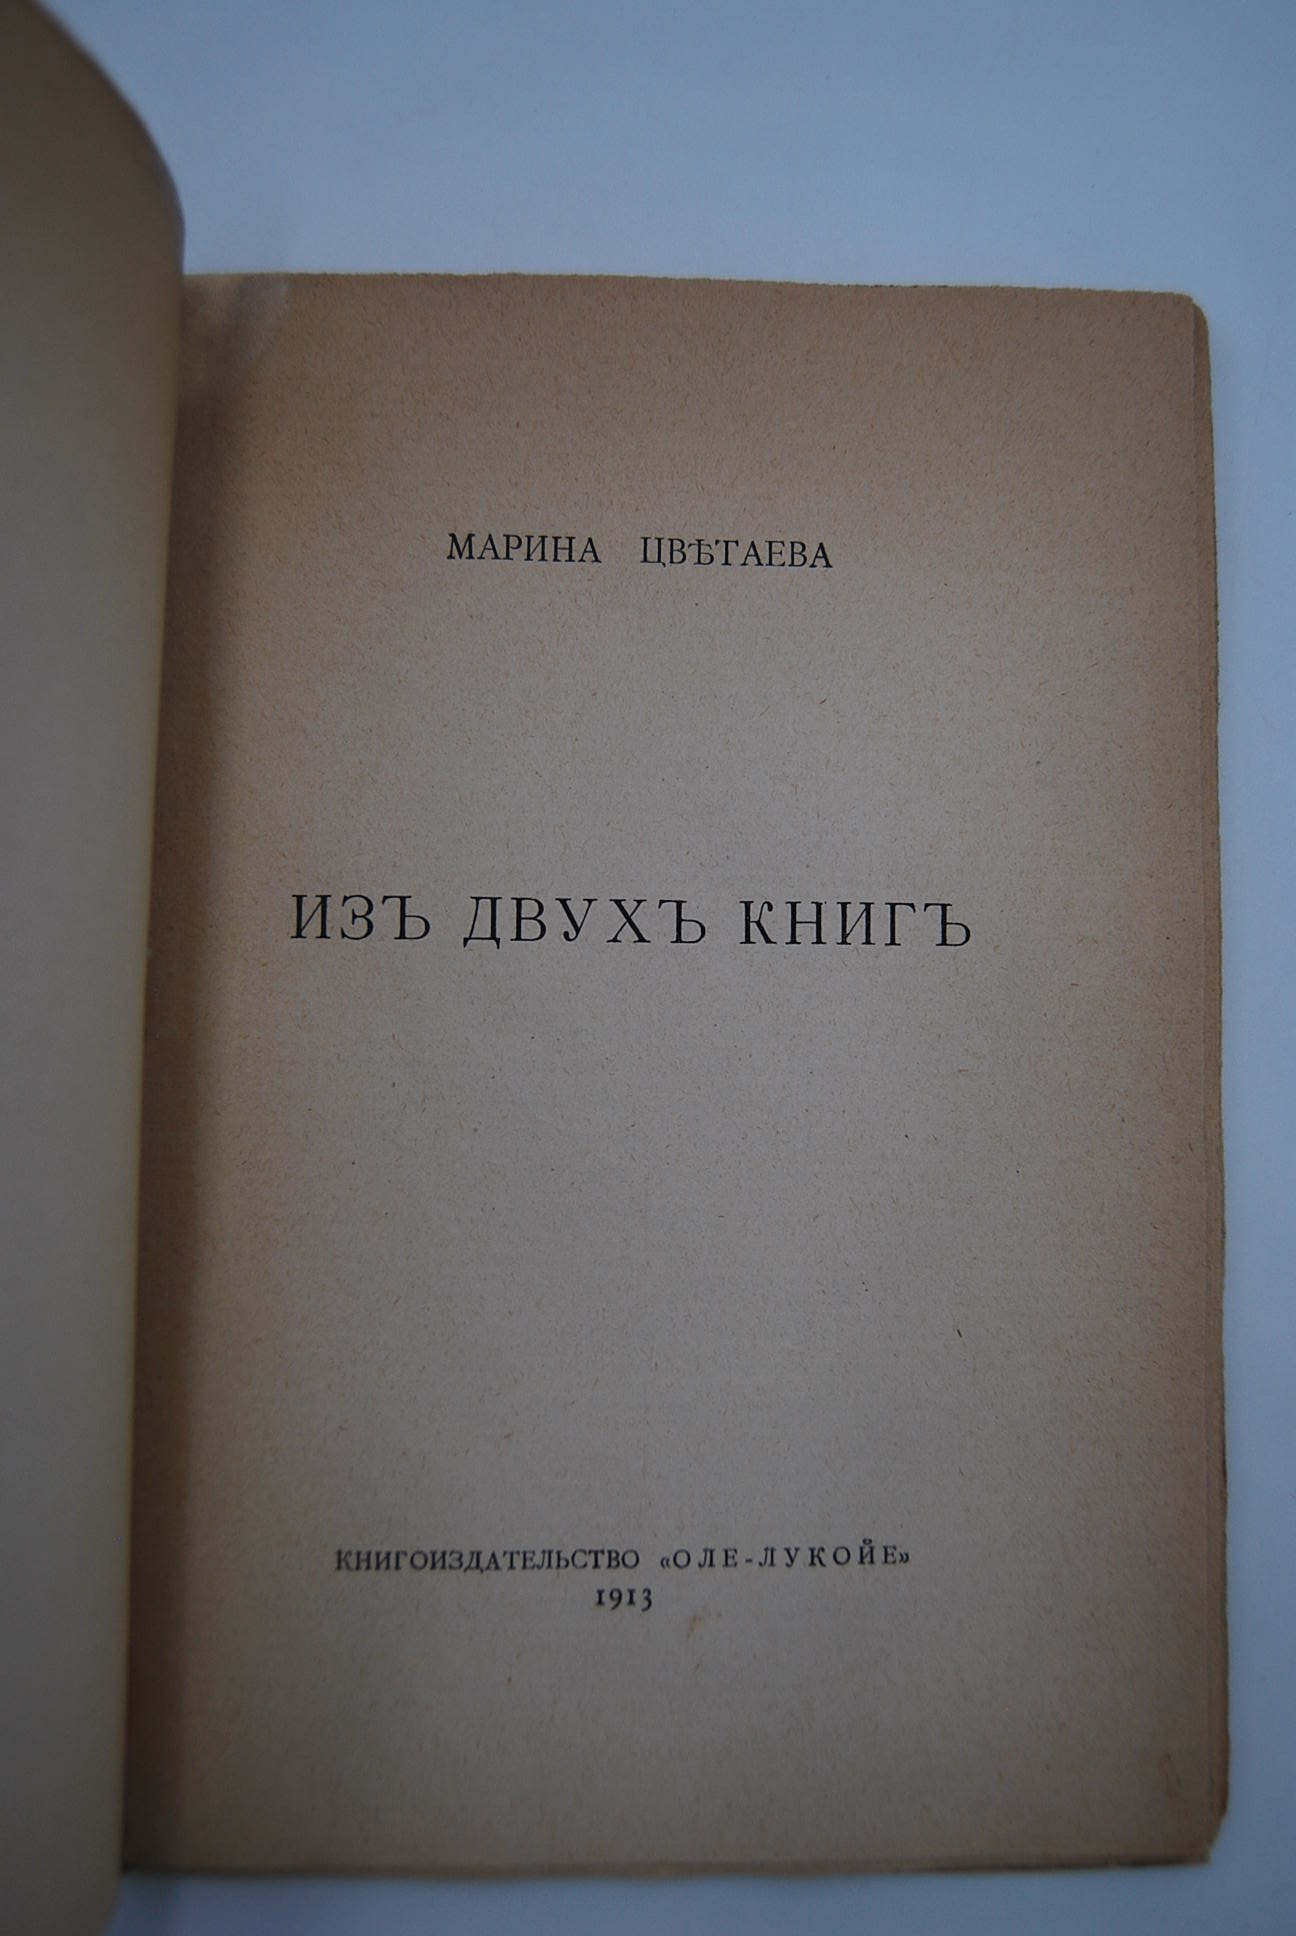 МАРИНА ЦВѢТАЕВА
ИЗЪ ДВУХЪ КНИГЪ
КНИГОИЗДАТЕЛЬСТВО «ОЛЕ-ЛУКОЙЕ»
1913